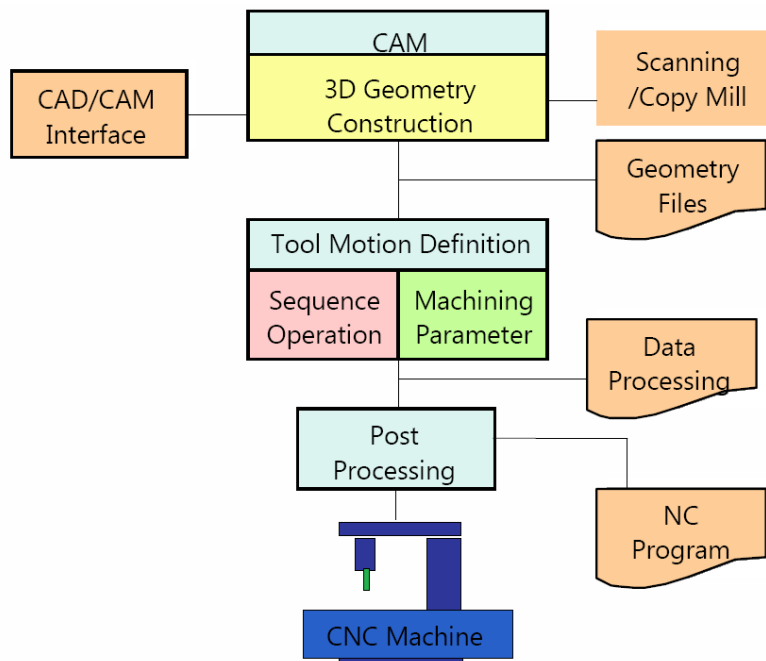 CAM
3D Geometry
Construction
CAD/CAM
Interface
Scanning
/Copy Mill
Geometry
Files
Tool Motion Definition
Sequence
Operation
Machining
Parameter
Data
Processing
Post
Processing
NC
Program
CNC Machine